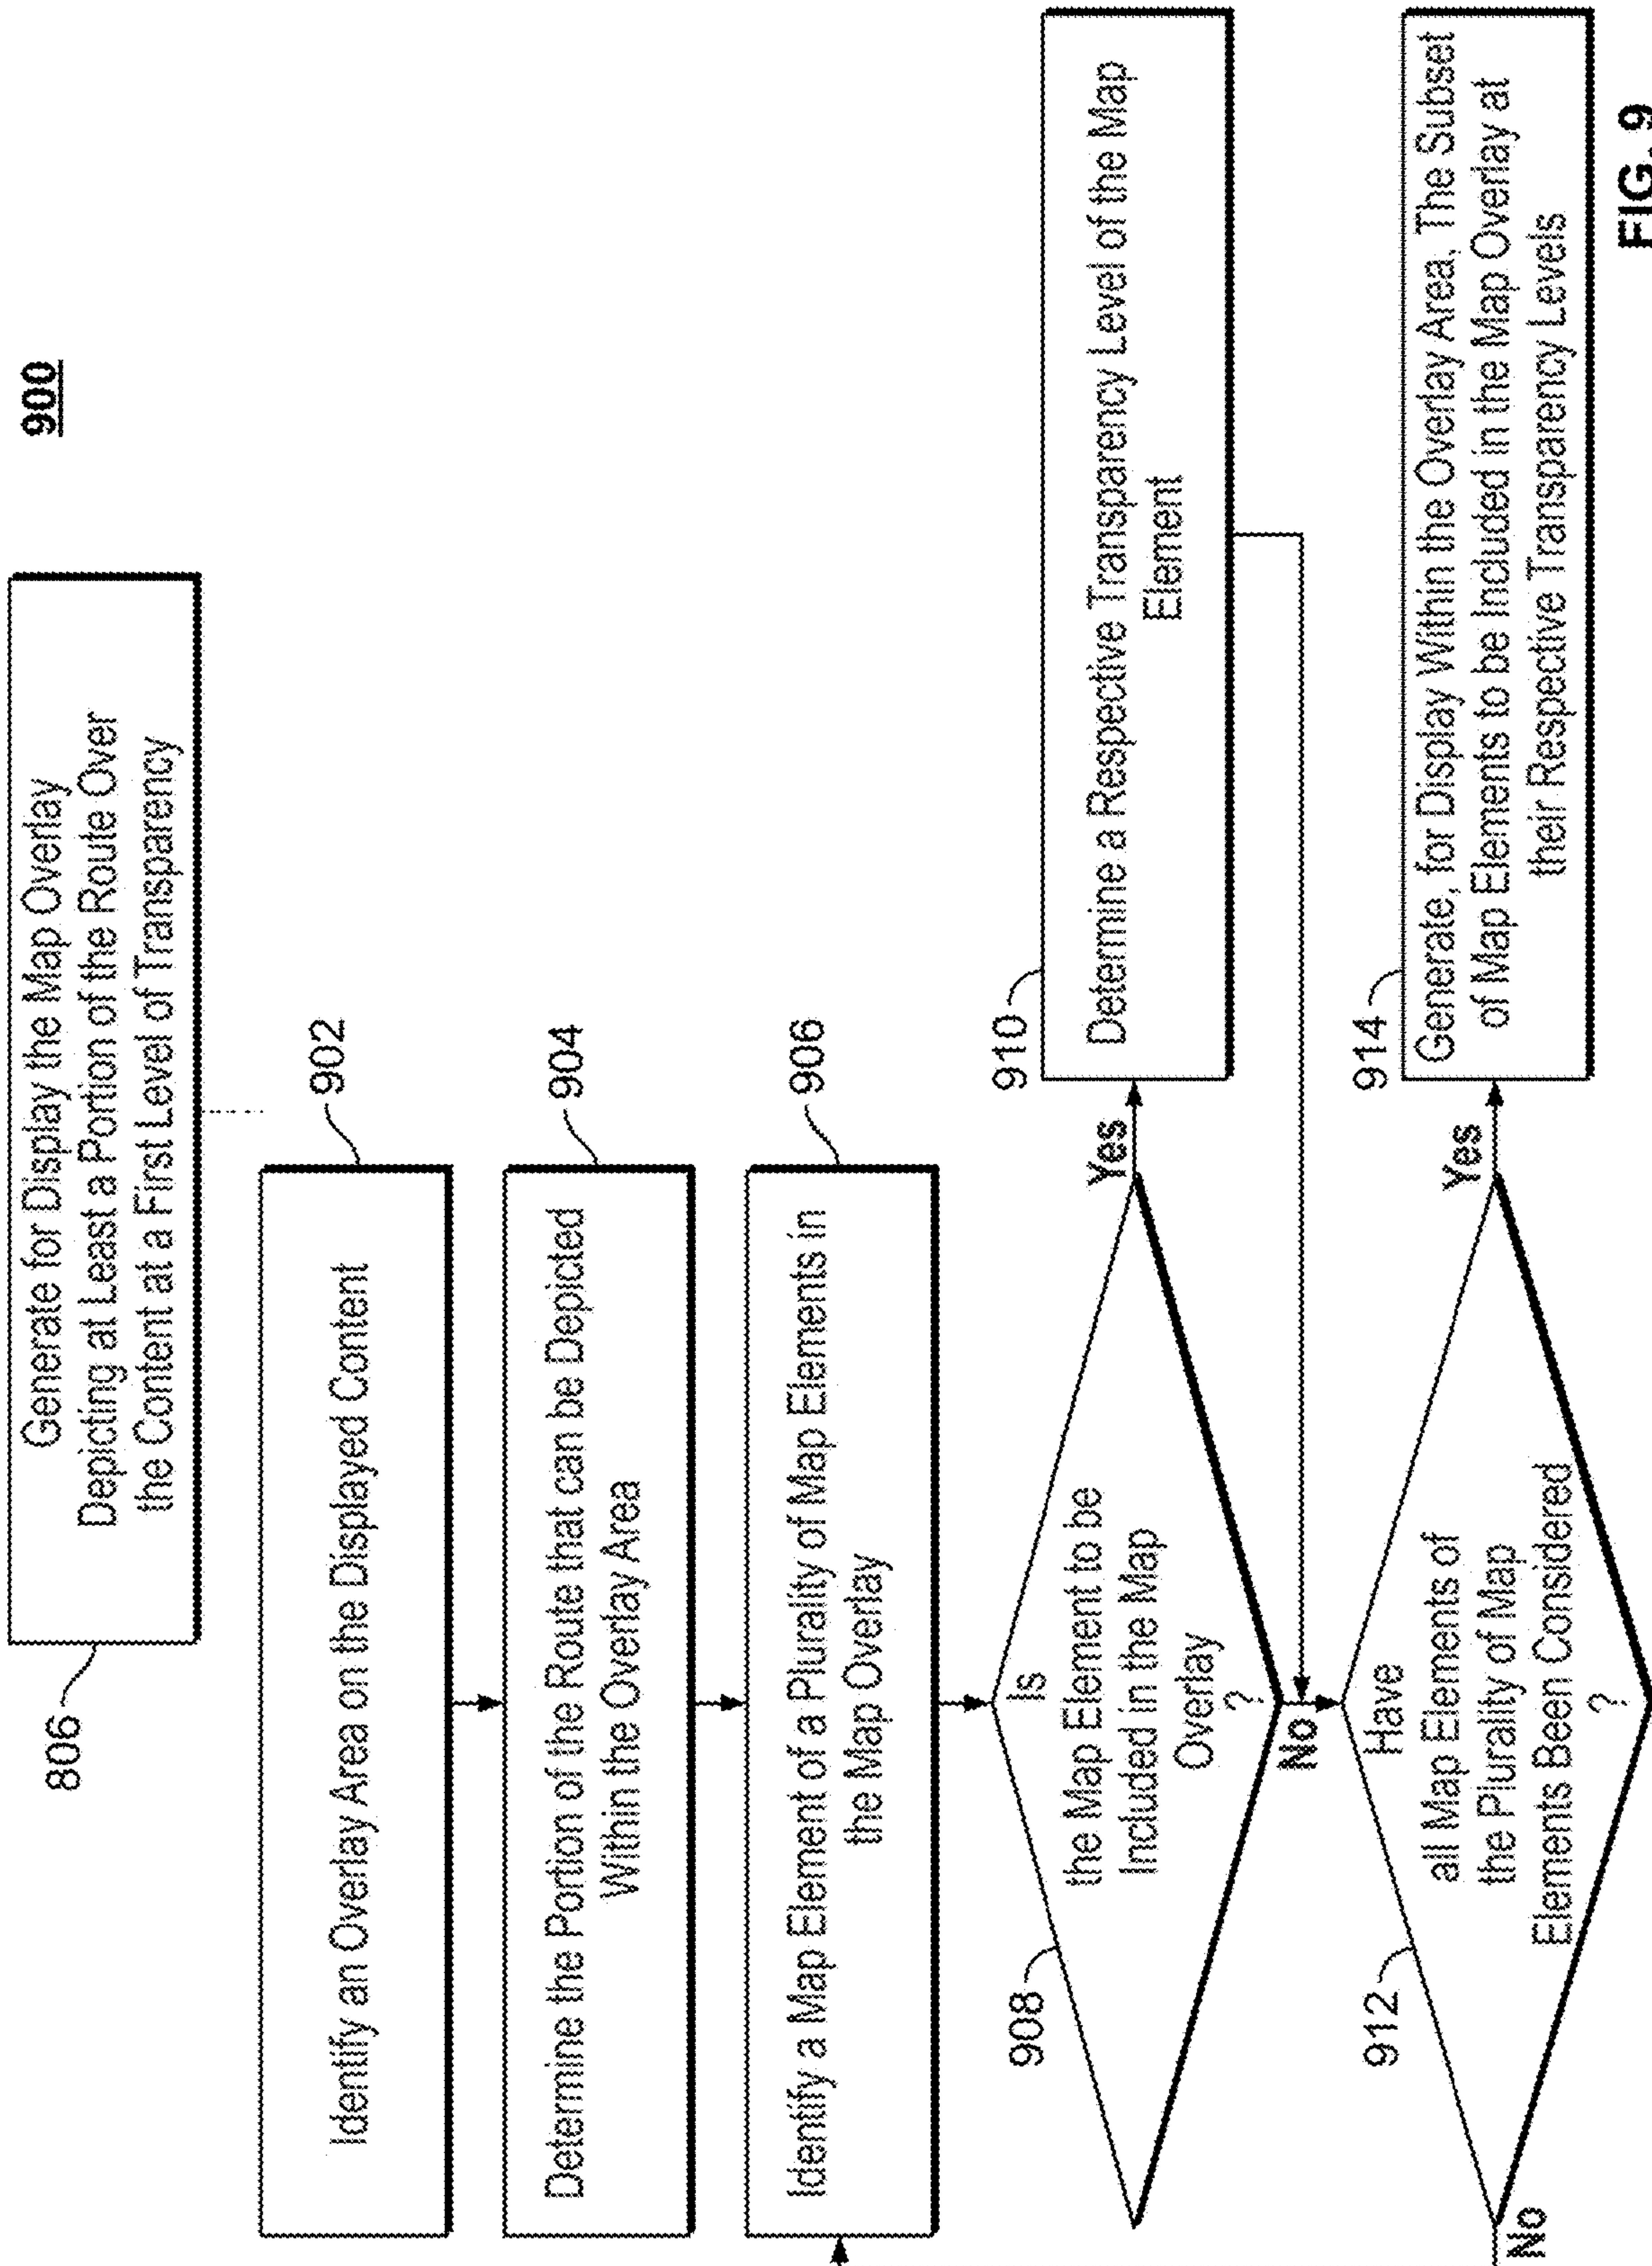 900
806
Generate for Display the Map Overlay
Depicting at Least a Portion of the Route Over
the Content at a First Level of Transparency
902
Identify an Overlay Area on the Displayed Content
904
Determine the Portion of the Route that can be Depicted
Within the Overlay Area
906
Identify a Map Element of a Plurality of Map Elements in
the Map Overlay
908
Is
the Map Element to be
Included in the Map
Overlay
?
Yes
No
910
Determine a Respective Transparency Level of the Map
Element
912
Have
all Map Elements of
the Plurality of Map
Elements Been Considered
?
No
Yes
914
Generate, for Display Within the Overlay Area, The Subset
of Map Elements to be Included in the Map Overlay at
their Respective Transparency Levels
FIG. 9